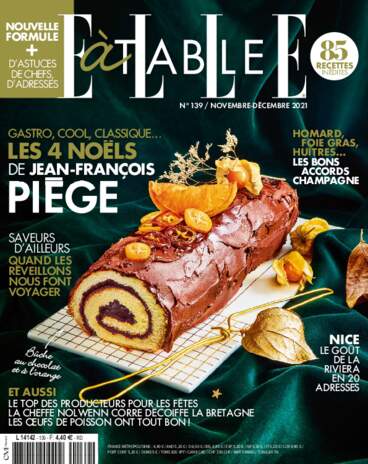 NOUVELLE
FORMULE
+
D'ASTUCES
DE CHEFS,
D'ADRESSES
ELLE
à TABLE
85
RECETTES
INÉDITES
N° 139 / NOVEMBRE-DÉCEMBRE 2021
GASTRO, COOL, CLASSIQUE...
LES 4 NOËLS
DE JEAN-FRANÇOIS
PIÈGE
HOMARD,
FOIE GRAS,
HUÎTRES...
LES BONS
ACCORDS
CHAMPAGNE
SAVEURS
D'AILLEURS
QUAND LES
RÉVEILLONS
NOUS FONT
VOYAGER
Bûche
au chocolat
et à l'orange
NICE
LE GOÛT
DE LA
RIVIERA
EN 20
ADRESSES
ET AUSSI
LE TOP DES PRODUCTEURS POUR LES FÊTES
LA CHEFFE NOLWENN CORRE DÉCOIFFE LA BRETAGNE
LES ŒUFS DE POISSON ONT TOUT BON !
L 14142 - 139 - F: 4,40 € - RD